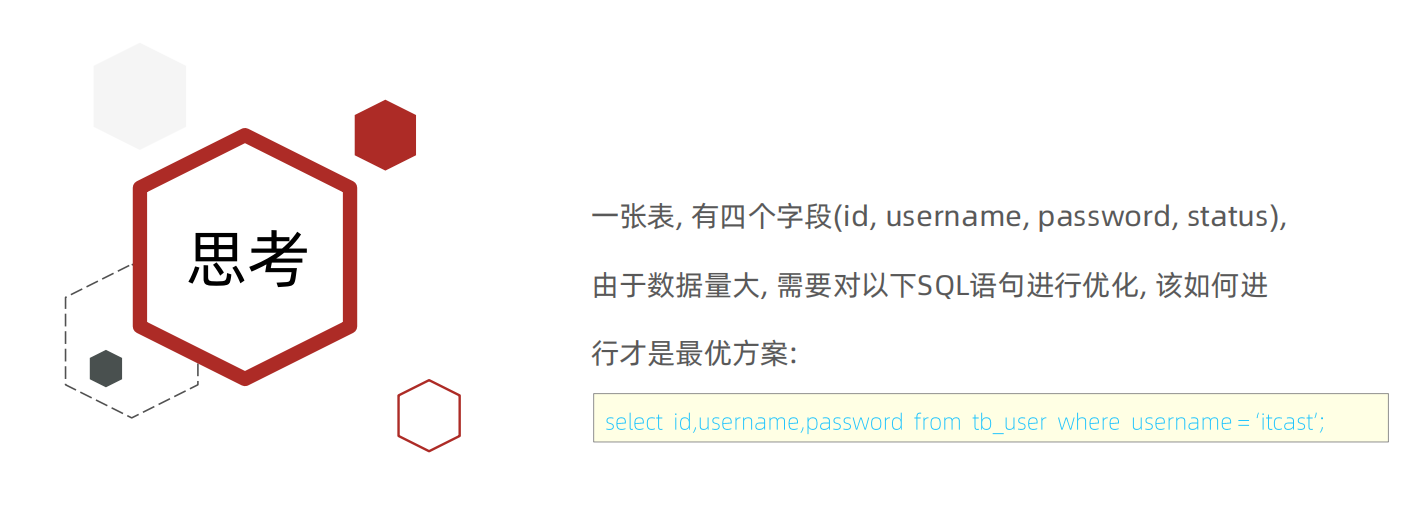 思考
一张表, 有四个字段(id, username, password, status),
由于数据量大, 需要对以下SQL语句进行优化, 该如何进
行才是最优方案:
select id,username,password from tb_user where username = ‘itcast‘;